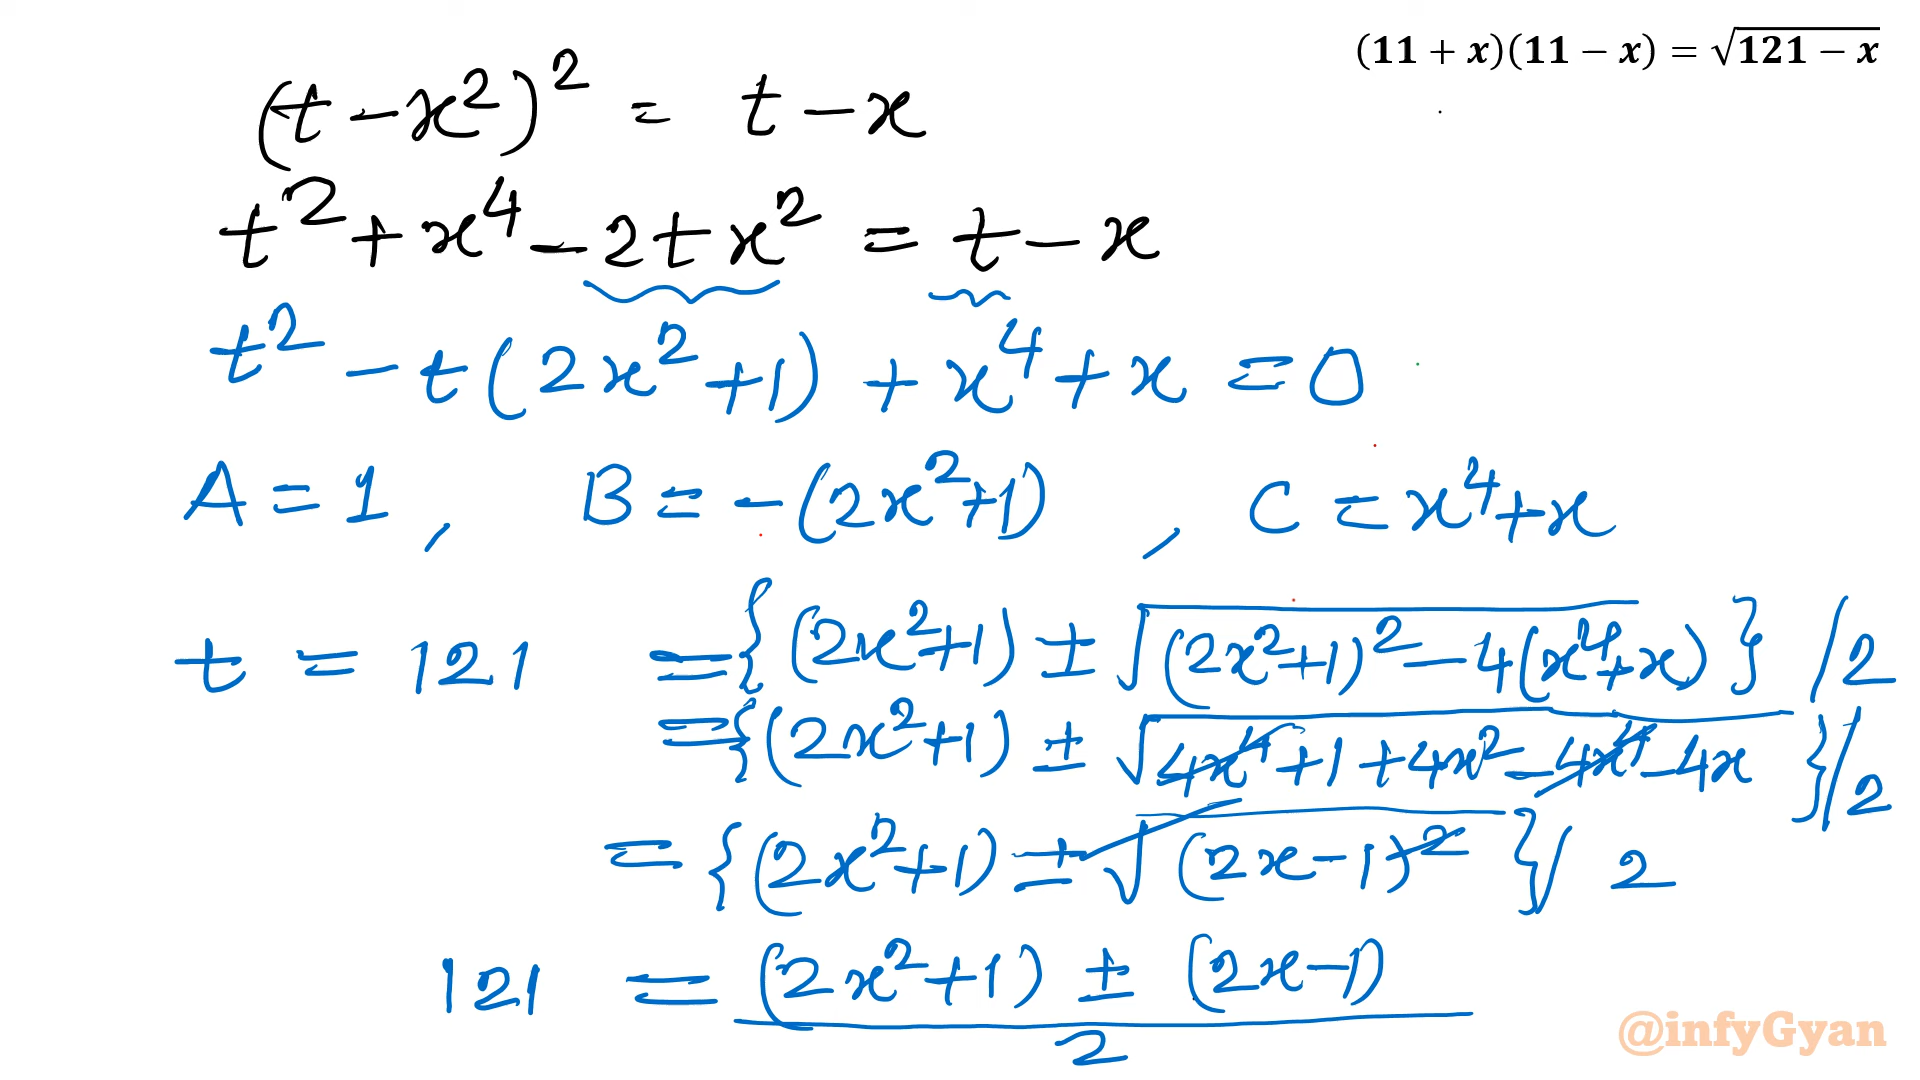 (11 + x)(11 − x) = √121 − x
(t − x²)² = t − x
t² + x⁴ − 2tx² = t − x
t² − t(2x² + 1) + x⁴ + x = 0
A = 1 , B = −(2x² + 1) , C = x⁴ + x
t = 121 = {(2x² + 1) ± √(2x² + 1)² − 4(x⁴ + x)} / 2
= {(2x² + 1) ± √4x⁴ + 1 + 4x² − 4x⁴ − 4x} / 2
= {(2x² + 1) ± √(2x − 1)²} / 2
121 = (2x² + 1) ± (2x − 1)
2
@infyGyan